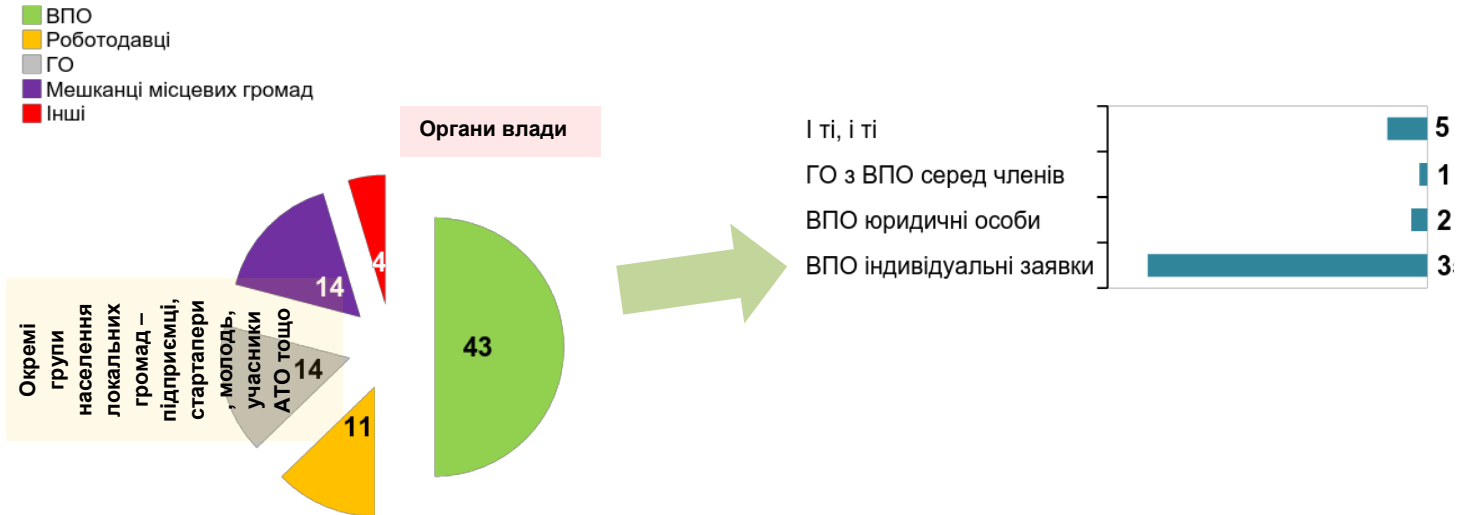 ВПО
Роботодавці
ГО
Мешканці місцевих громад
Інші
Органи влади
4
14
14
11
43
Окремі
групи
населення
локальних
громад –
підприємці,
стартапери
, молодь,
учасники
АТО тощо
І ті, і ті
5
ГО з ВПО серед членів
1
ВПО юридичні особи
2
ВПО індивідуальні заявки